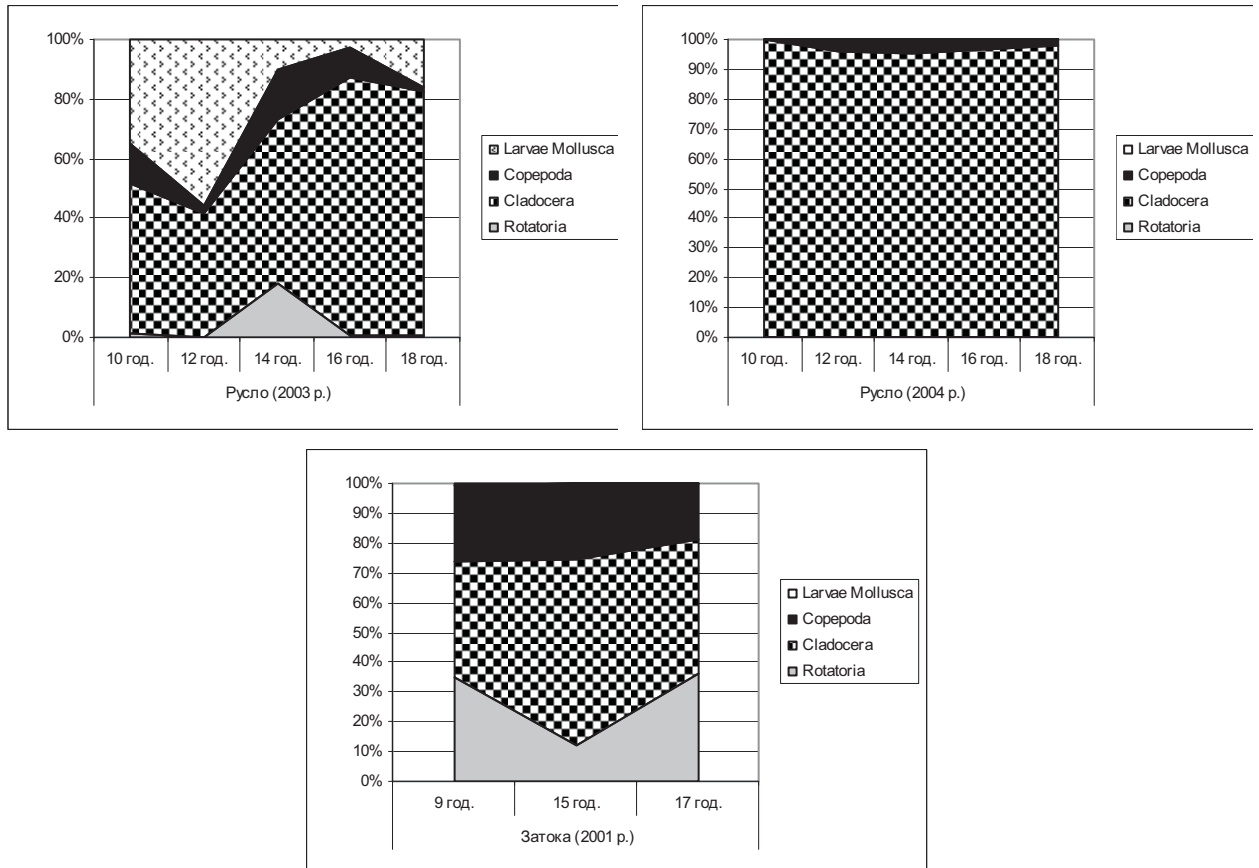 100%
80%
60%
40%
20%
0%
10 год. 12 год. 14 год. 16 год. 18 год.
Русло (2003 р.)
Larvae Mollusca
Copepoda
Cladocera
Rotatoria
100%
90%
80%
70%
60%
50%
40%
30%
20%
10%
0%
10 год. 12 год. 14 год. 16 год. 18 год.
Русло (2004 р.)
Larvae Mollusca
Copepoda
Cladocera
Rotatoria
100%
90%
80%
70%
60%
50%
40%
30%
20%
10%
0%
9 год. 15 год. 17 год.
Затока (2001 р.)
Larvae Mollusca
Copepoda
Cladocera
Rotatoria